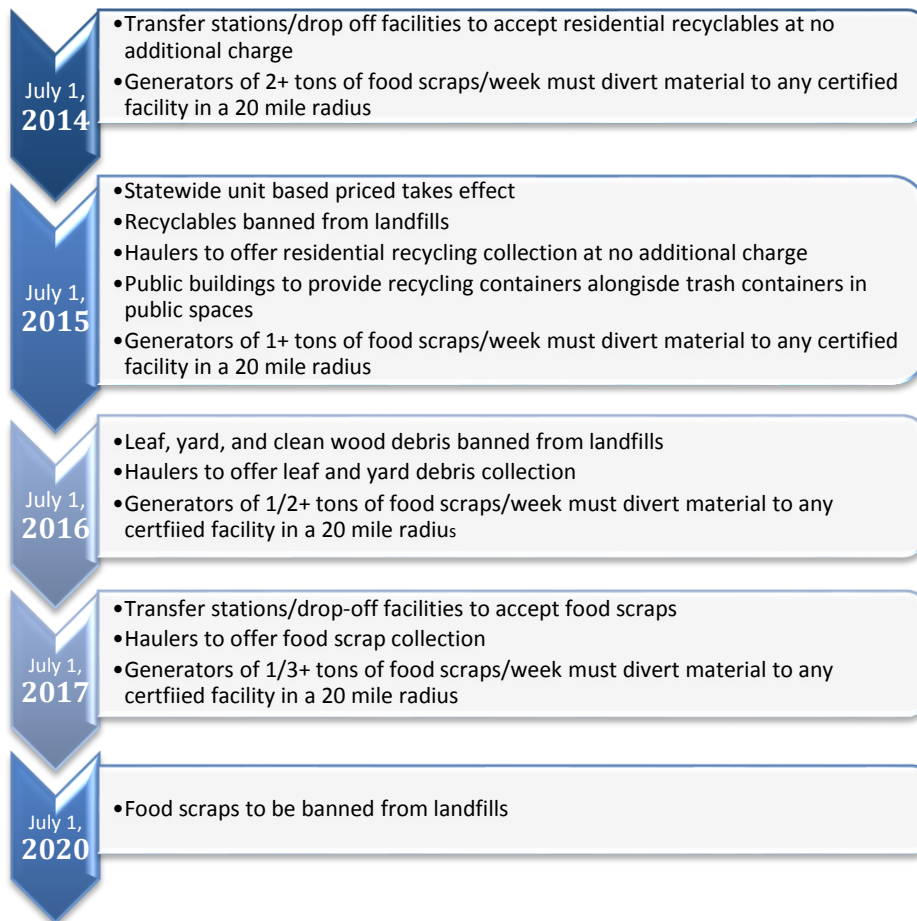 July 1,
2014
•Transfer stations/drop off facilities to accept residential recyclables at no
additional charge
•Generators of 2+ tons of food scraps/week must divert material to any certified
facility in a 20 mile radius
July 1,
2015
•Statewide unit based priced takes effect
•Recyclables banned from landfills
•Haulers to offer residential recycling collection at no additional charge
•Public buildings to provide recycling containers alongisde trash containers in
public spaces
•Generators of 1+ tons of food scraps/week must divert material to any certified
facility in a 20 mile radius
July 1,
2016
•Leaf, yard, and clean wood debris banned from landfills
•Haulers to offer leaf and yard debris collection
•Generators of 1/2+ tons of food scraps/week must divert material to any
certfiied facility in a 20 mile radius
July 1,
2017
•Transfer stations/drop-off facilities to accept food scraps
•Haulers to offer food scrap collection
•Generators of 1/3+ tons of food scraps/week must divert material to any
certfiied facility in a 20 mile radius
July 1,
2020
•Food scraps to be banned from landfills